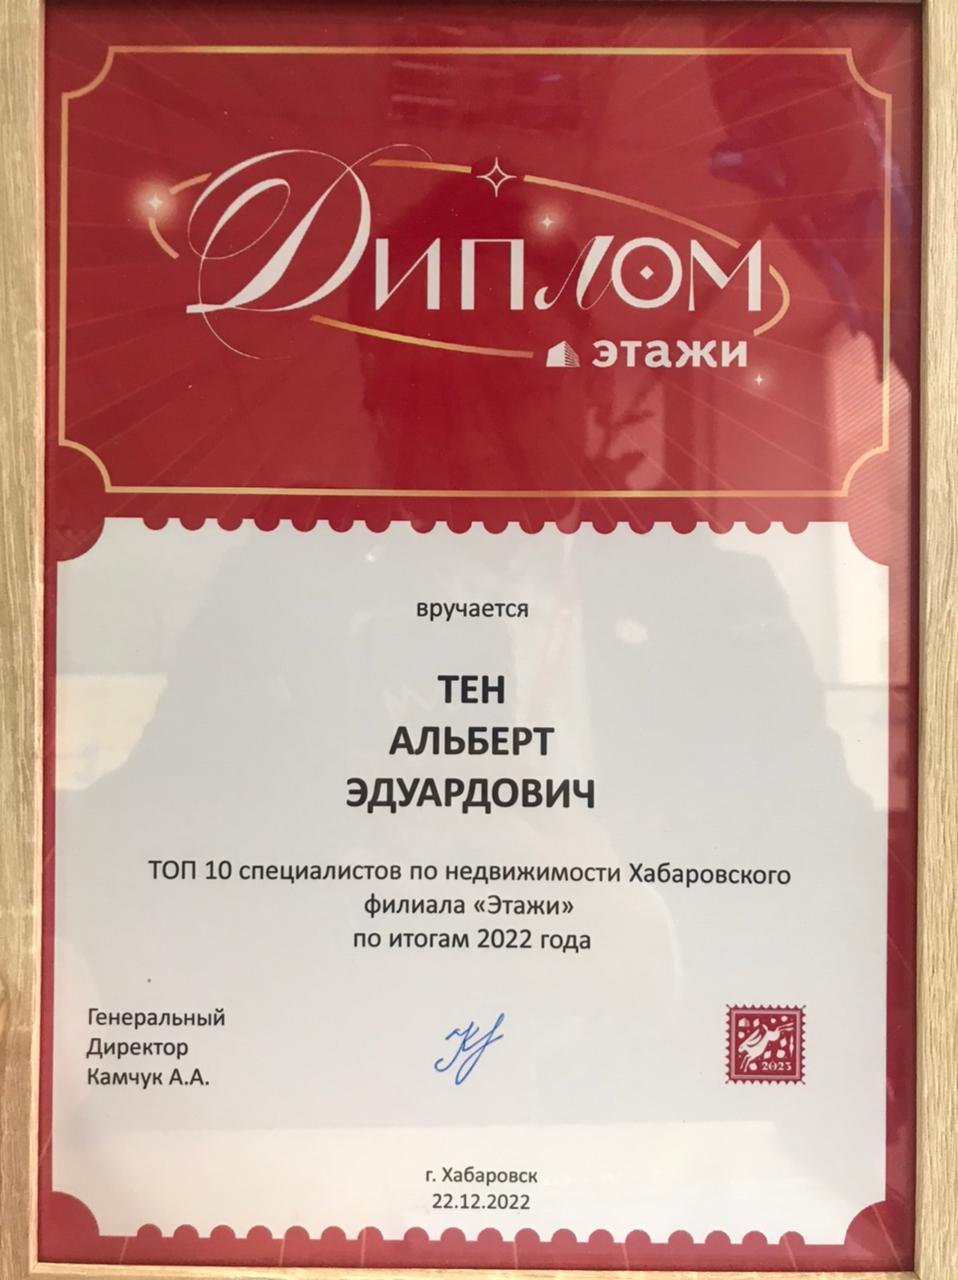 Диплом
этажи
вручается
ТЕН
АЛЬБЕРТ
ЭДУАРДОВИЧ
ТОП 10 специалистов по недвижимости Хабаровского
филиала «Этажи»
по итогам 2022 года
Генеральный
Директор
Камчук А.А.
2023
г. Хабаровск
22.12.2022